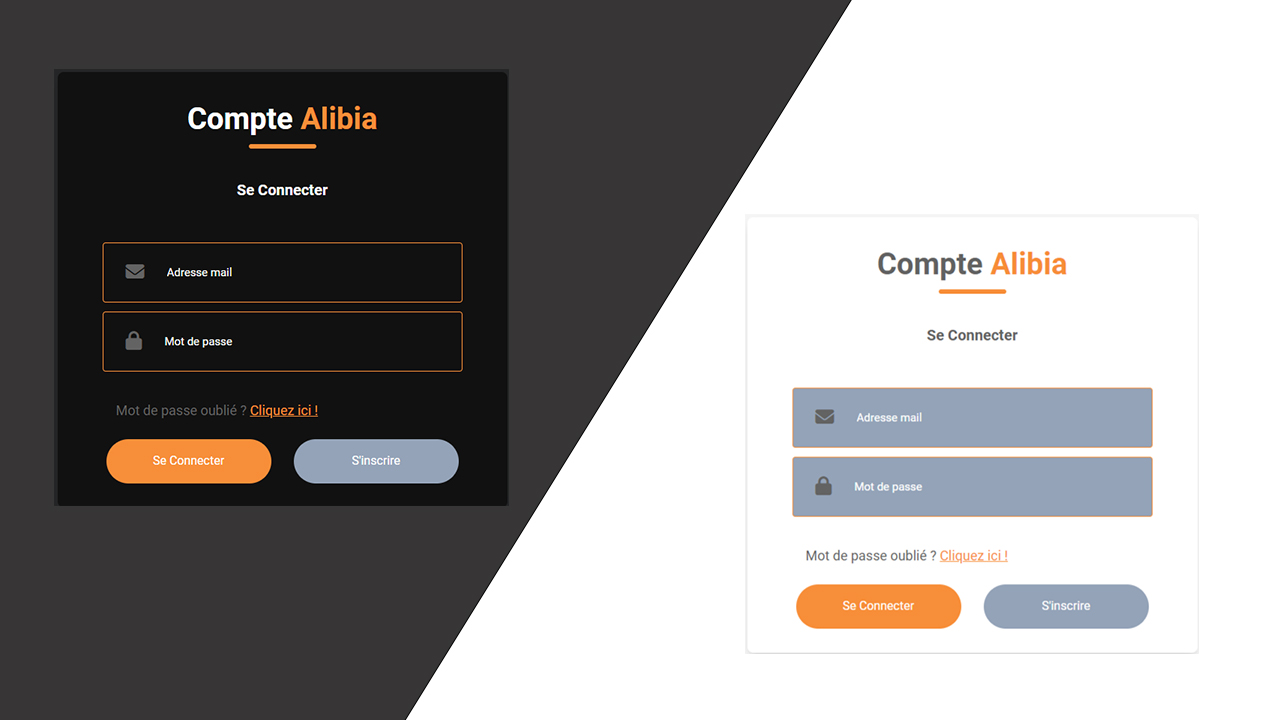 Compte Alibia
Se Connecter
Adresse mail
Mot de passe
Mot de passe oublié ? Cliquez ici !
Se Connecter
S'inscrire
Compte Alibia
Se Connecter
Adresse mail
Mot de passe
Mot de passe oublié ? Cliquez ici !
Se Connecter
S'inscrire